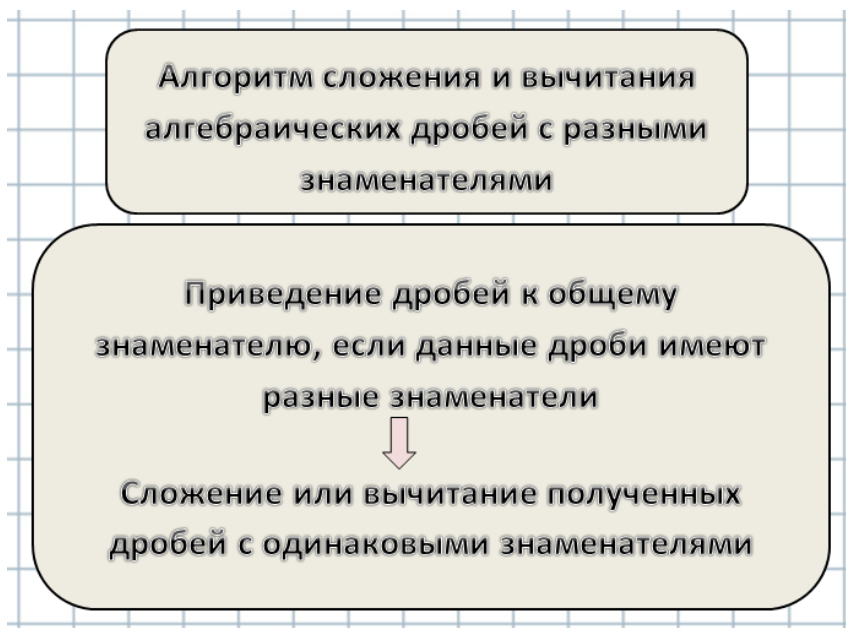 Алгоритм сложения и вычитания
алгебраических дробей с разными
знаменателями
Приведение дробей к общему
знаменателю, если данные дроби имеют
разные знаменатели
Сложение или вычитание полученных
дробей с одинаковыми знаменателями